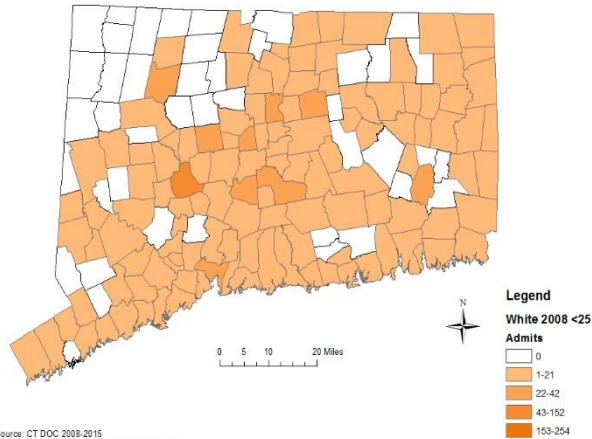 N
Legend
White 2008 <25
Admits
0
1-21
22-42
43-152
153-254
0 5 10 20 Miles
ource: CT DOC 2008-2015